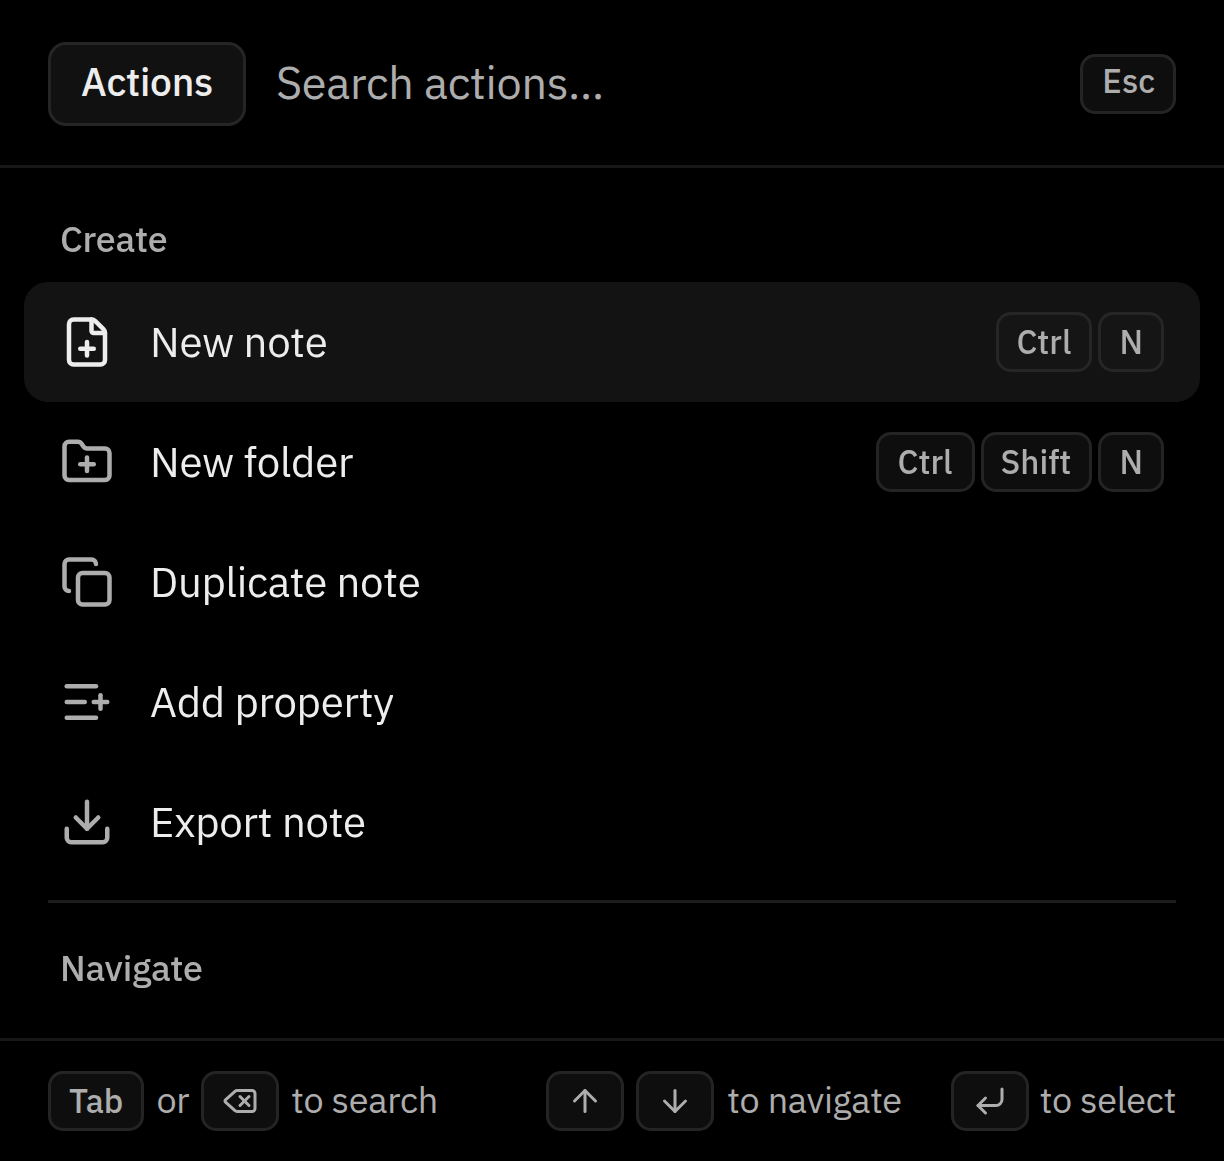 Actions Search actions... Esc
Create
New note Ctrl N
New folder Ctrl Shift N
Duplicate note
Add property
Export note
Navigate
Tab or to search to navigate to select